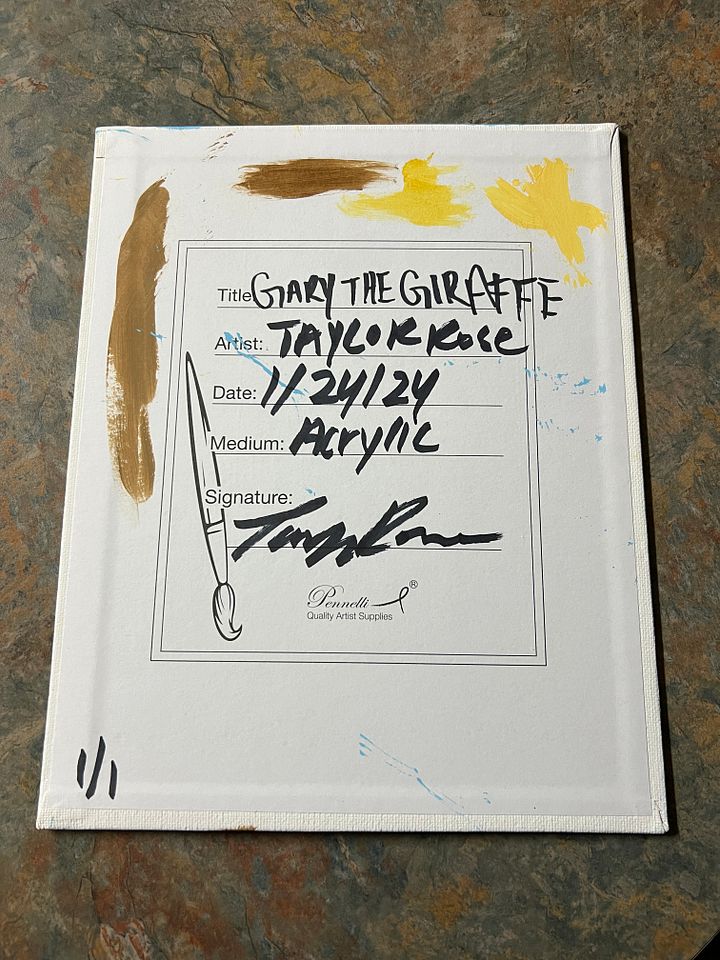 Title GARY THE GIRAFFE
Artist: TAYLOR ROSE
Date: 1/24/24
Medium: Acrylic
Signature:
Pennelli ®
Quality Artist Supplies
1/1